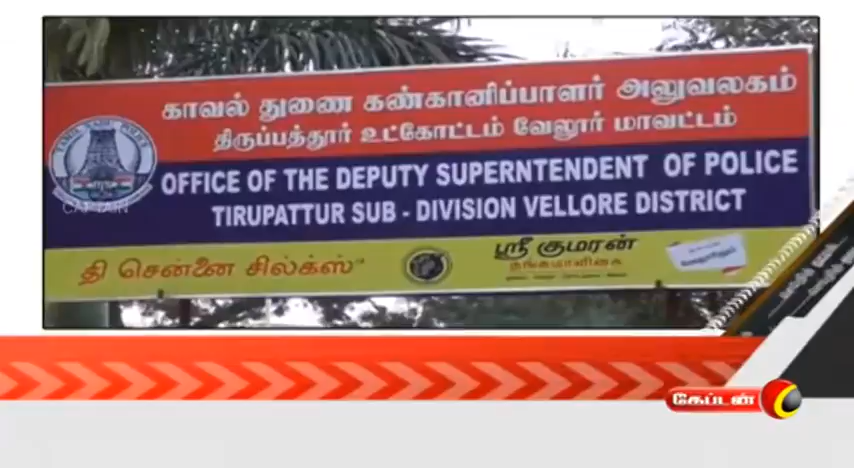 காவல் துணை கண்கானிப்பாளர் அலுவலகம்
திருப்பத்தூர் உட்கோட்டம் வேலூர் மாவட்டம்
OFFICE OF THE DEPUTY SUPERNTENDENT OF POLICE
TIRUPATTUR SUB - DIVISION VELLORE DISTRICT
CAPTAIN
தி சென்னை சில்க்ஸ்
ஸ்ரீ குமரன்
தங்கமாளிகை
கேப்டன்